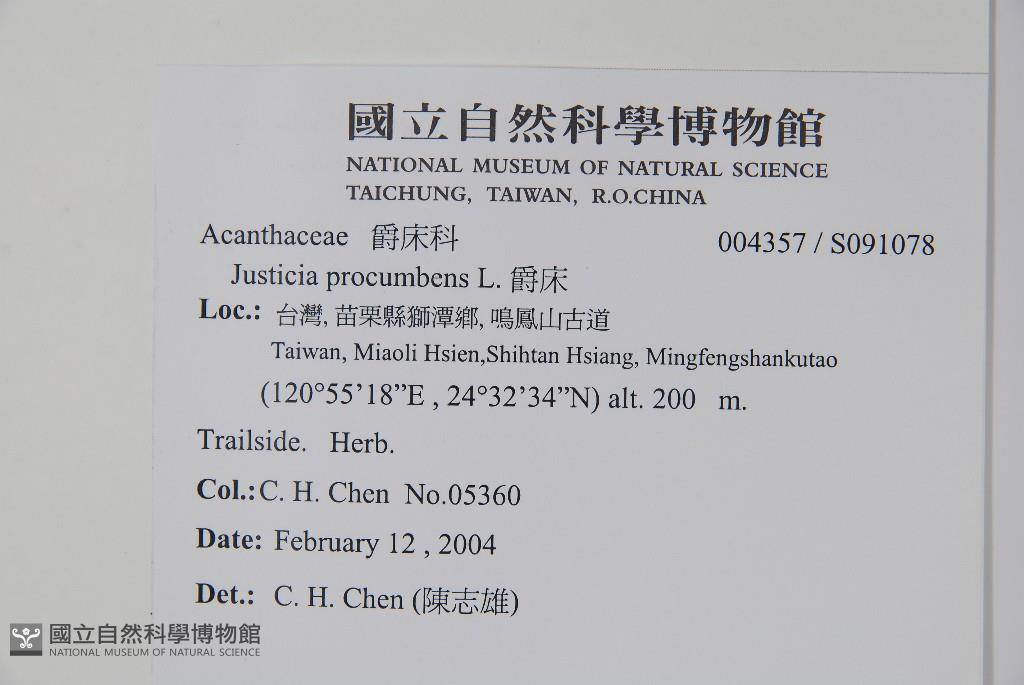 國立自然科學博物館
NATIONAL MUSEUM OF NATURAL SCIENCE
TAICHUNG, TAIWAN, R.O.CHINA
Acanthaceae 爵床科 004357 / S091078
Justicia procumbens L. 爵床
Loc.: 台灣, 苗栗縣獅潭鄉, 鳴鳳山古道
Taiwan, Miaoli Hsien,Shihtan Hsiang, Mingfengshankutao
(120°55’18”E , 24°32’34”N) alt. 200 m.
Trailside. Herb.
Col.:C. H. Chen No.05360
Date: February 12 , 2004
Det.: C. H. Chen (陳志雄)
國立自然科學博物館
NATIONAL MUSEUM OF NATURAL SCIENCE